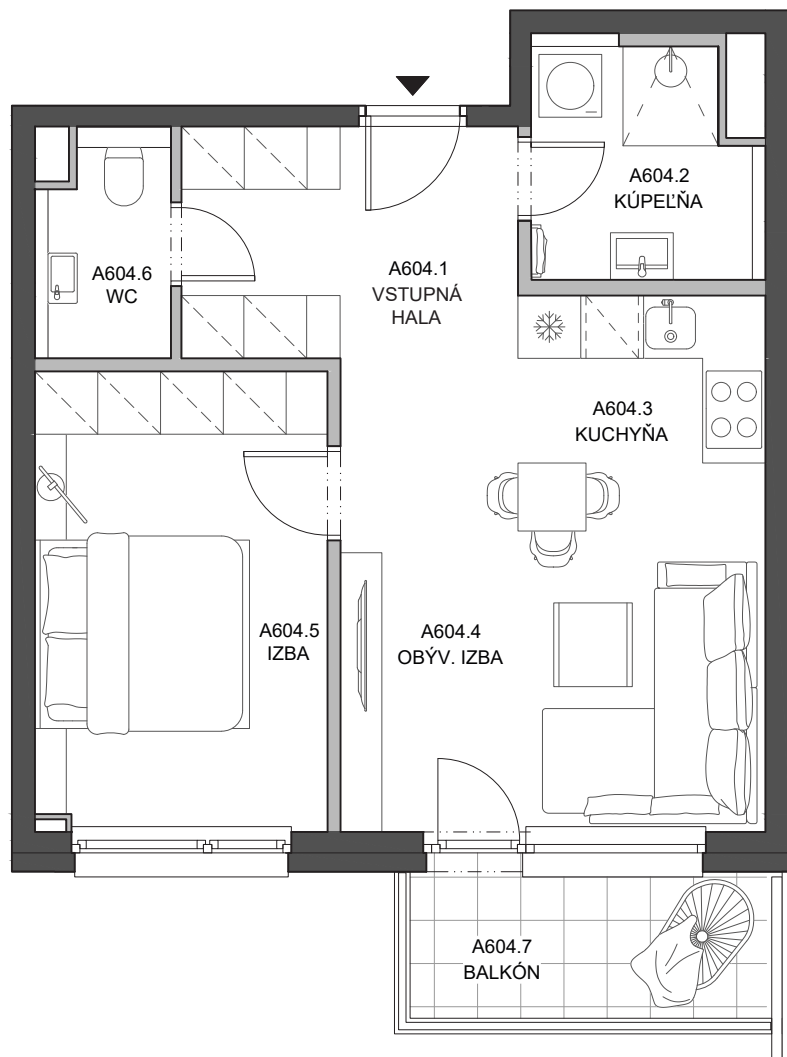 A604.2
KÚPEĽŇA
A604.6
WC
A604.1
VSTUPNÁ
HALA
A604.3
KUCHYŇA
A604.5
IZBA
A604.4
OBÝV. IZBA
A604.7
BALKÓN